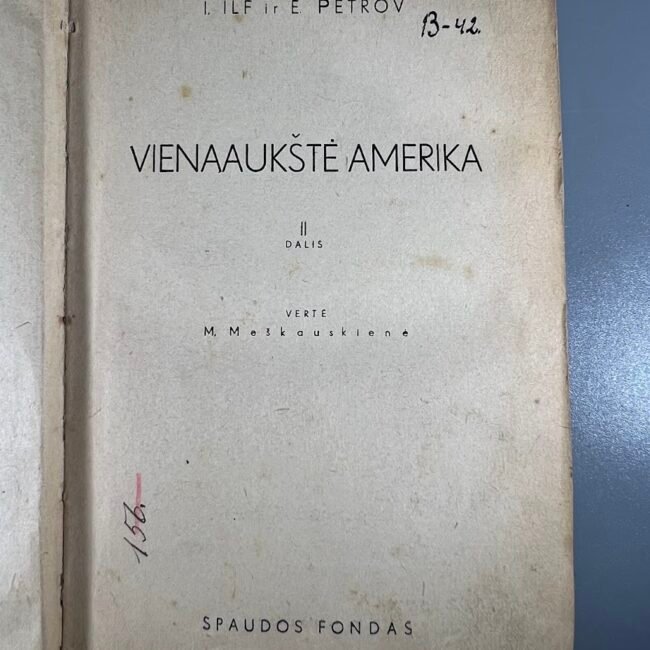 I. ILF ir E. PETROV
B-42.
VIENAAUKŠTĖ AMERIKA
II
DALIS
VERTĖ
M. Meškauskienė
156.—
SPAUDOS FONDAS